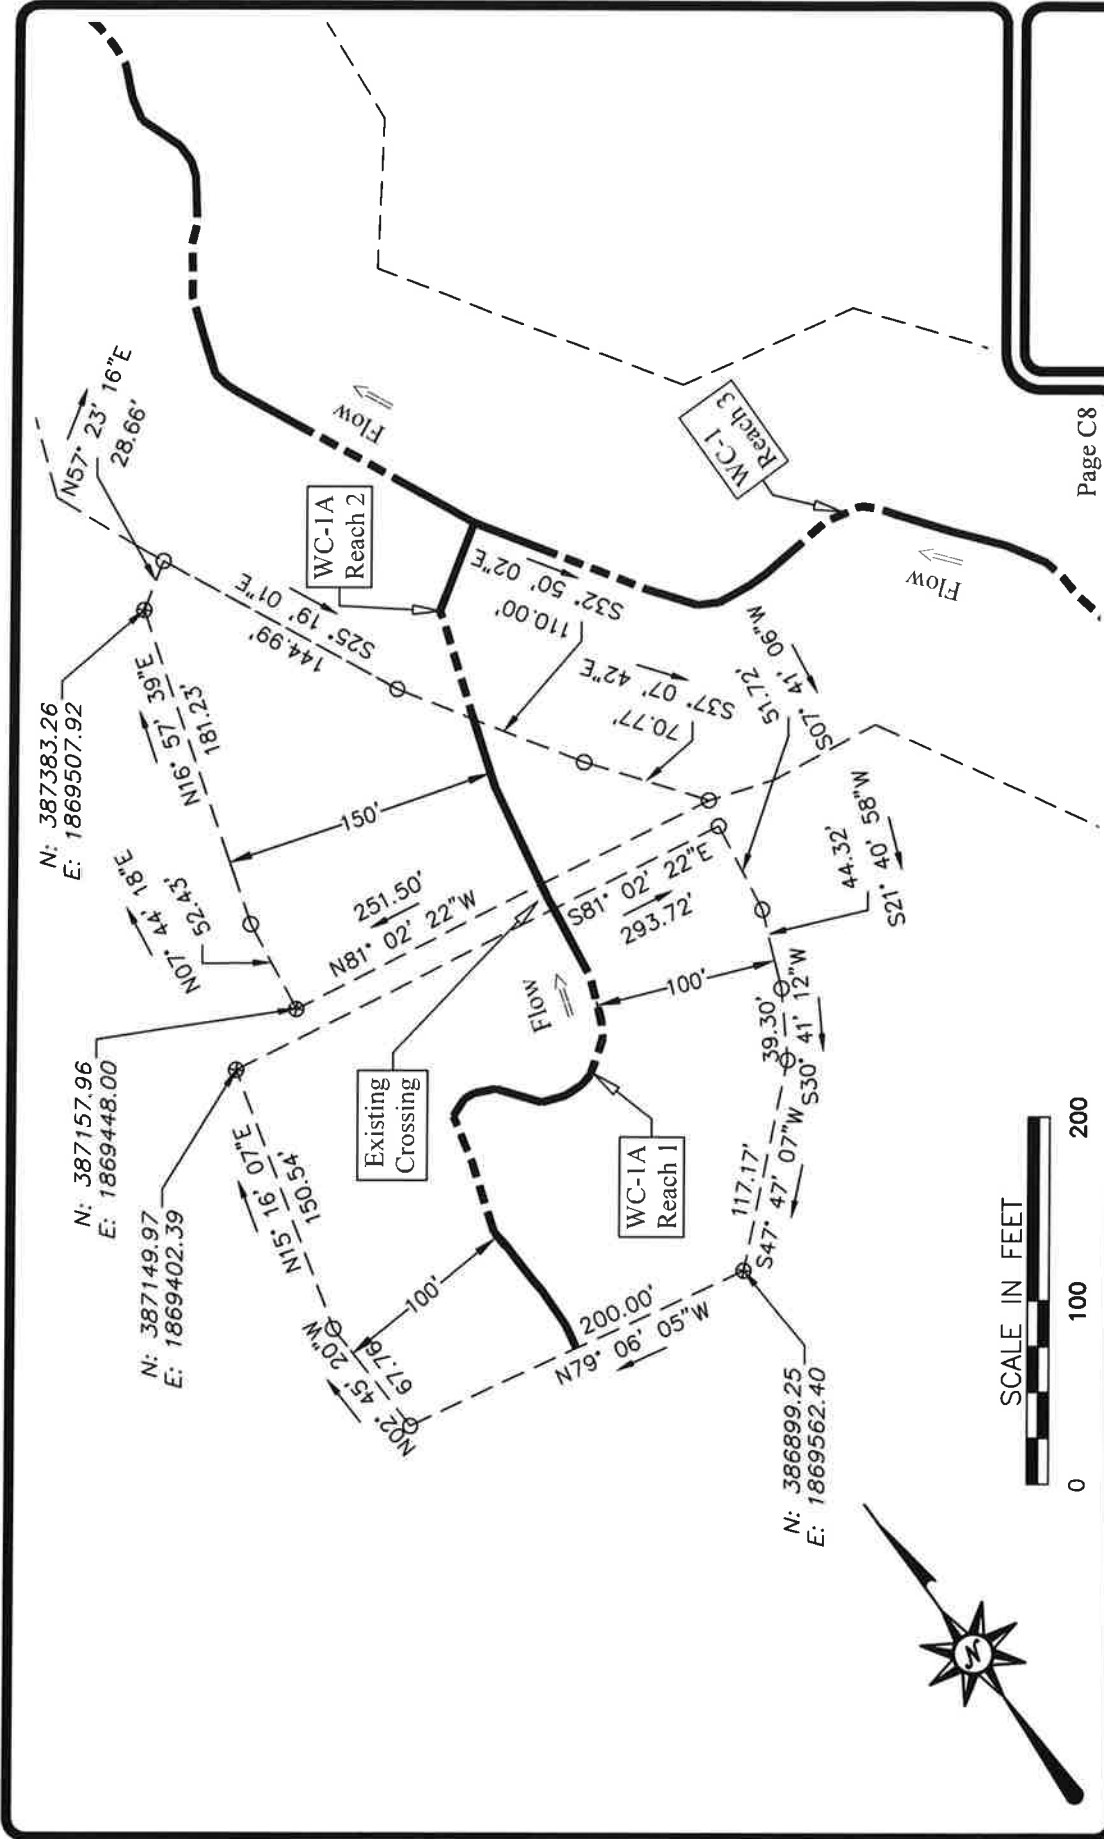 N: 387383.26
E: 1869507.92
N57° 23' 16"E
28.66'
N16° 57' 39"E
181.23'
N07° 44' 18"E
52.43'
N: 387157.96
E: 1869448.00
N: 387149.97
E: 1869402.39
N15° 16' 07"E
150.54'
N02° 45' 20"W
67.76
100'
150'
S25° 19' 01"E
144.99'
WC-1A
Reach 2
Flow
S32° 50' 02"E
110.00'
S37° 07' 42"E
70.77'
WC-1
Reach 3
Flow
251.50'
N81° 02' 22"W
S81° 02' 22"E
293.72'
51.72'
S07° 41' 06"W
44.32'
S21° 40' 58"W
Flow
100'
39.30'
S30° 41' 12"W
117.17'
S47° 47' 07"W
Existing
Crossing
WC-1A
Reach 1
200.00'
N79° 06' 05"W
N: 386899.25
E: 1869562.40
SCALE IN FEET
0 100 200
N
Page C8